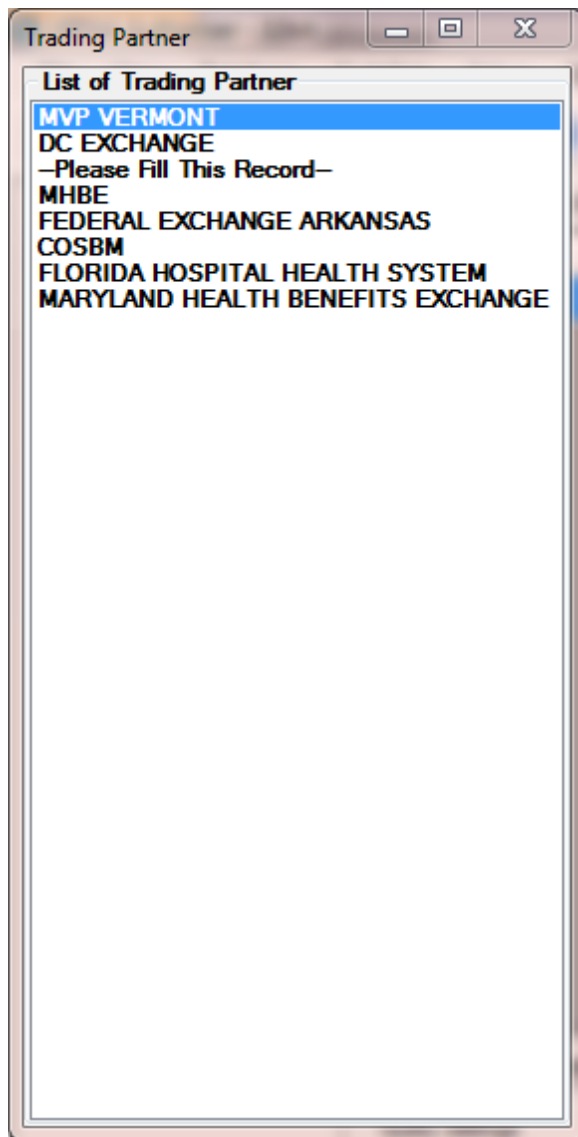 Trading Partner
List of Trading Partner
MVP VERMONT
DC EXCHANGE
--Please Fill This Record--
MHBE
FEDERAL EXCHANGE ARKANSAS
COSBM
FLORIDA HOSPITAL HEALTH SYSTEM
MARYLAND HEALTH BENEFITS EXCHANGE